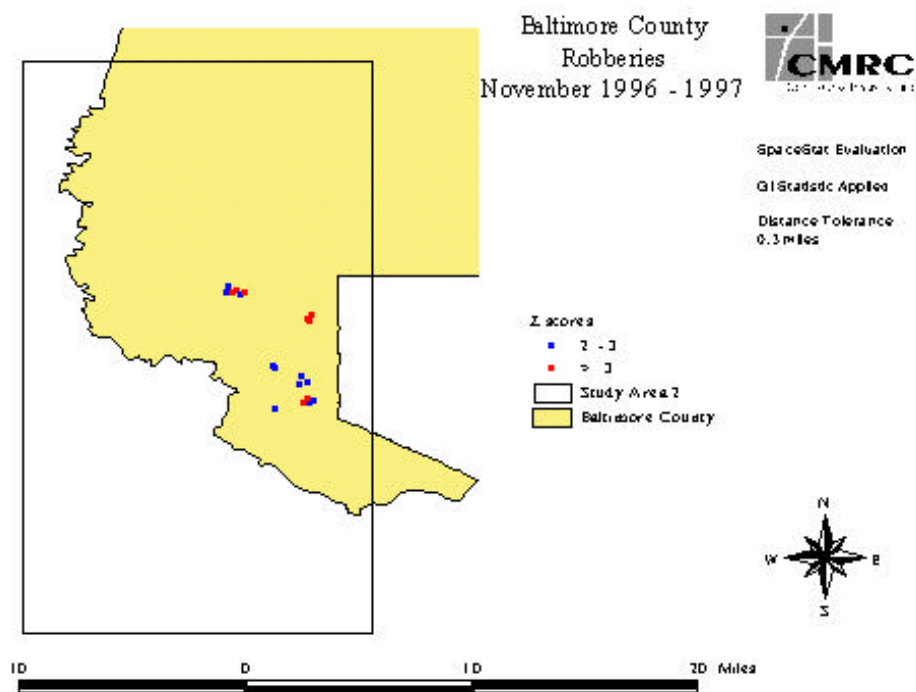 Baltimore County
Robberies
November 1996 - 1997
CMRC
SpaceStat Evaluation
GI Statistic Applied
Distance Tolerance
0.3 miles
Z scores
2 - 3
> 3
Study Area 2
Baltimore County
N
W E
S
10 0 10 20 Miles